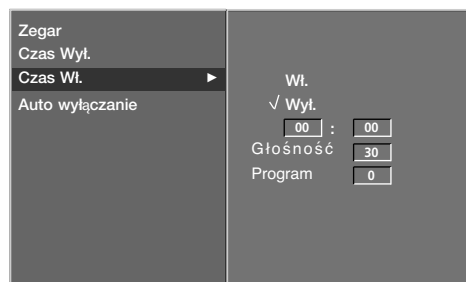 Zegar
Czas Wył.
Czas Wł. ►
Auto wyłączanie
Wł.
√ Wył.
00 : 00
Głośność 30
Program 0